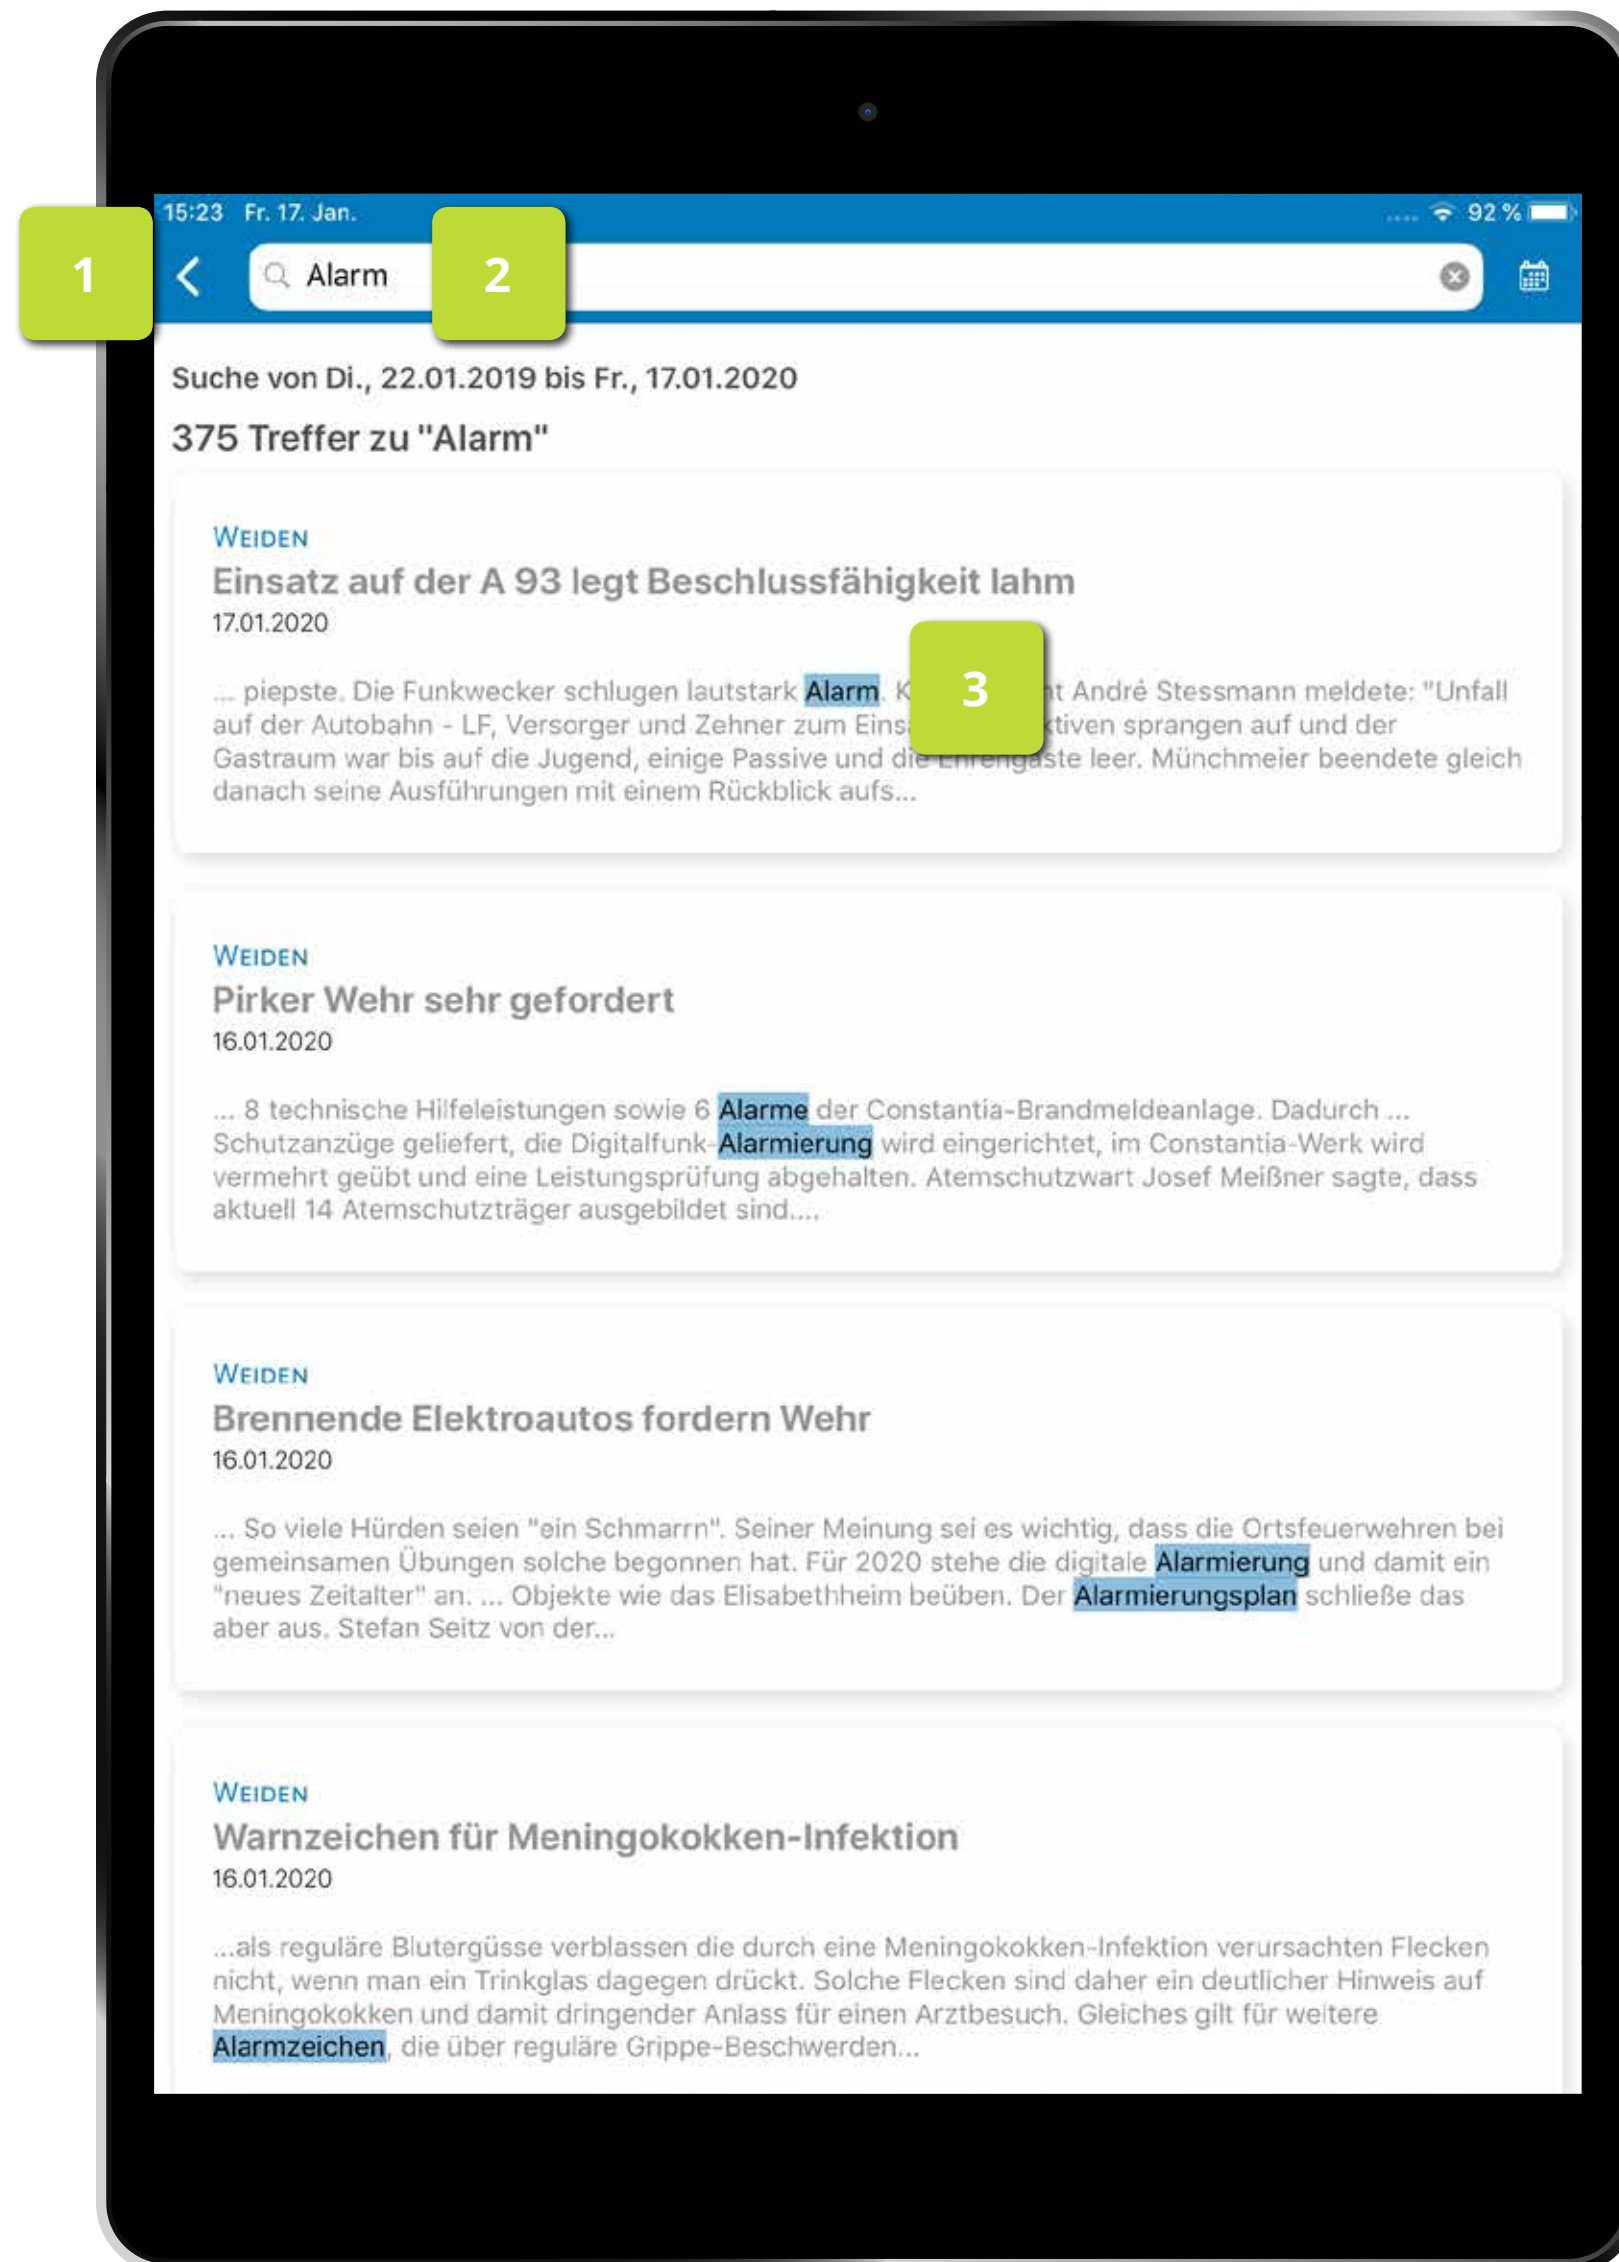 15:23 Fr. 17. Jan.
92 %
1
Alarm
2
Suche von Di., 22.01.2019 bis Fr., 17.01.2020
375 Treffer zu "Alarm"
WEIDEN
Einsatz auf der A 93 legt Beschlussfähigkeit lahm
17.01.2020
3
... piepste. Die Funkwecker schlugen lautstark Alarm. André Stessmann meldete: "Unfall
auf der Autobahn - LF, Versorger und Zehner zum sprangen auf und der
Gastraum war bis auf die Jugend, einige Passive und die Ehrengäste leer. Münchmeier beendete gleich
danach seine Ausführungen mit einem Rückblick aufs...
WEIDEN
Pirker Wehr sehr gefordert
16.01.2020
... 8 technische Hilfeleistungen sowie 6 Alarme der Constantia-Brandmeldeanlage. Dadurch ...
Schutzanzüge geliefert, die Digitalfunk-Alarmierung wird eingerichtet, im Constantia-Werk wird
vermehrt geübt und eine Leistungsprüfung abgehalten. Atemschutzwart Josef Meißner sagte, dass
aktuell 14 Atemschutzträger ausgebildet sind....
WEIDEN
Brennende Elektroautos fordern Wehr
16.01.2020
... So viele Hürden seien "ein Schmarrn". Seiner Meinung sei es wichtig, dass die Ortsfeuerwehren bei
gemeinsamen Übungen solche begonnen hat. Für 2020 stehe die digitale Alarmierung und damit ein
"neues Zeitalter" an. ... Objekte wie das Elisabethheim beüben. Der Alarmierungsplan schließe das
aber aus. Stefan Seitz von der...
WEIDEN
Warnzeichen für Meningokokken-Infektion
16.01.2020
...als reguläre Blutergüsse verblassen die durch eine Meningokokken-Infektion verursachten Flecken
nicht, wenn man ein Trinkglas dagegen drückt. Solche Flecken sind daher ein deutlicher Hinweis auf
Meningokokken und damit dringender Anlass für einen Arztbesuch. Gleiches gilt für weitere
Alarmzeichen, die über reguläre Grippe-Beschwerden...